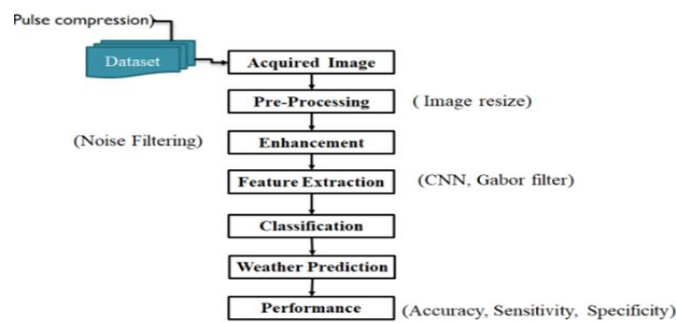 Pulse compression)
Dataset
Acquired Image
Pre-Processing
( Image resize)
(Noise Filtering)
Enhancement
Feature Extraction
(CNN, Gabor filter)
Classification
Weather Prediction
Performance
(Accuracy, Sensitivity, Specificity)